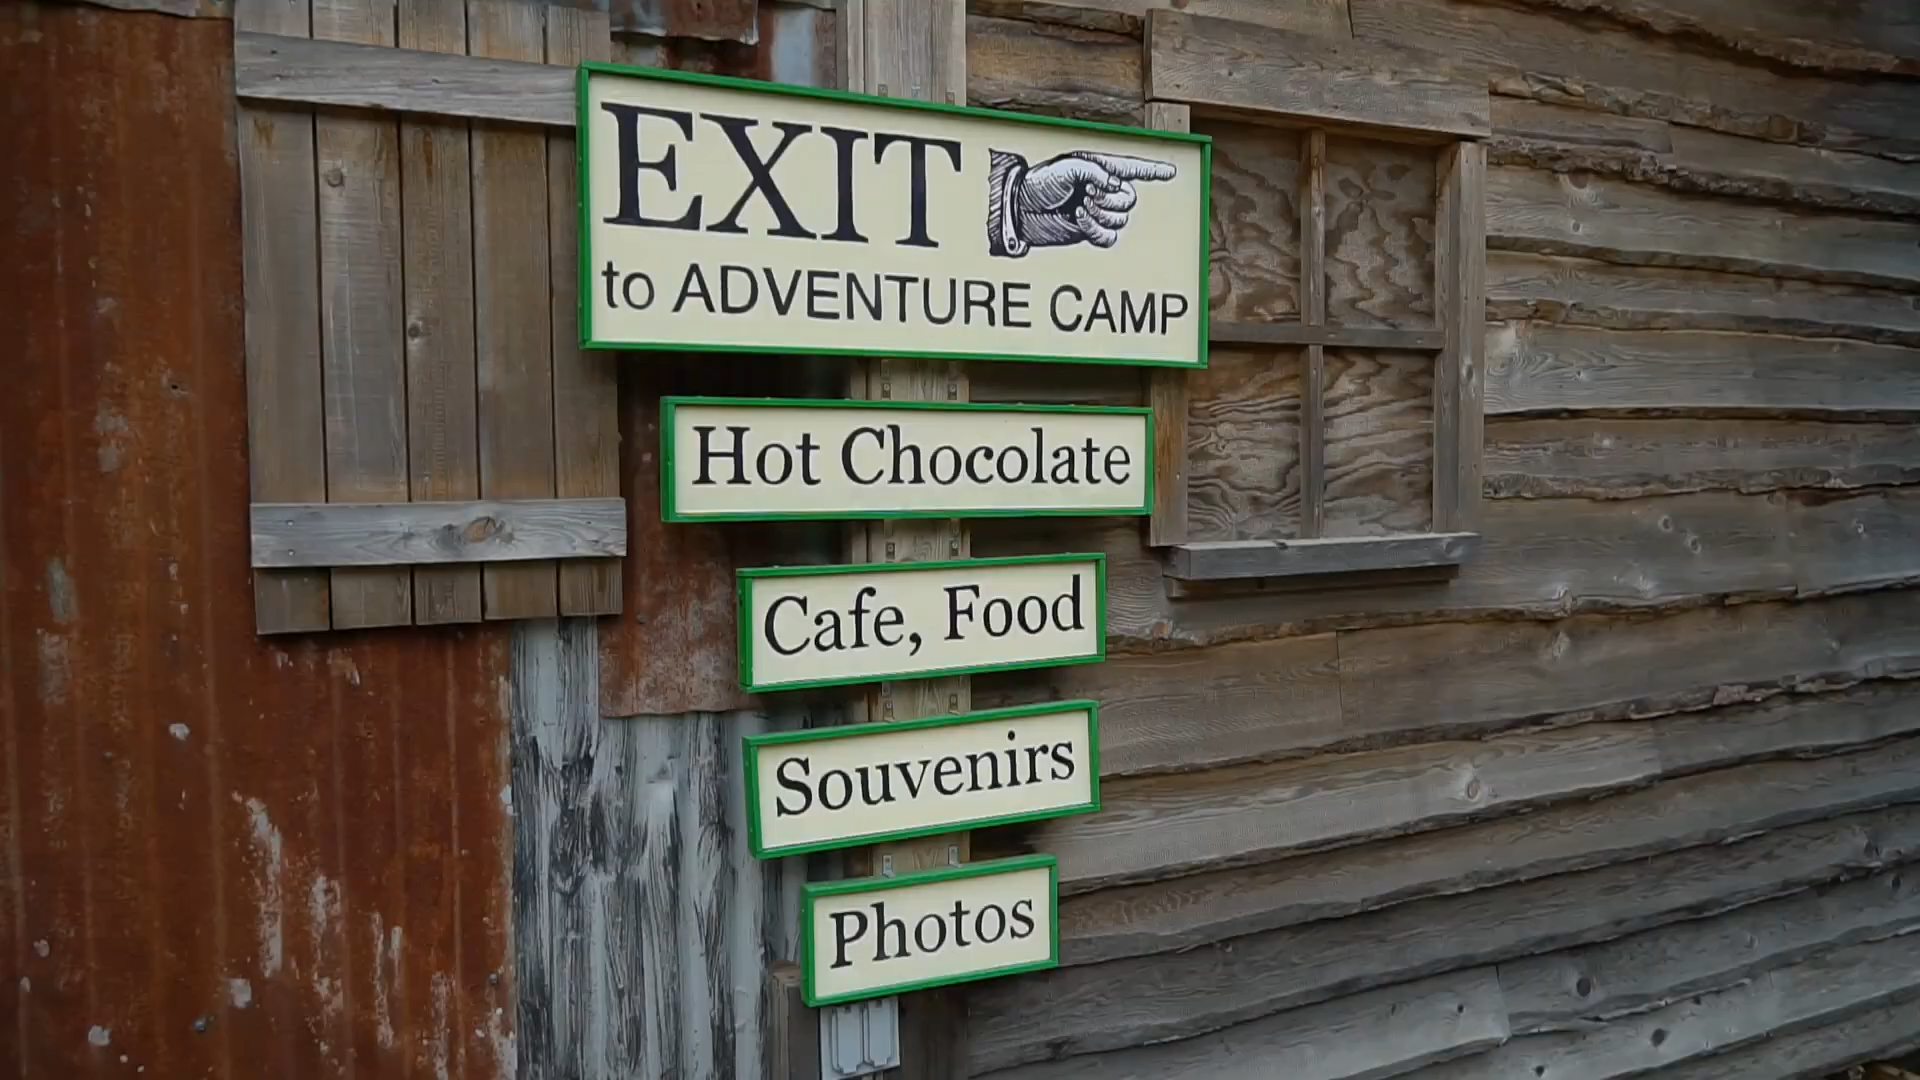 EXIT
to ADVENTURE CAMP
Hot Chocolate
Cafe, Food
Souvenirs
Photos